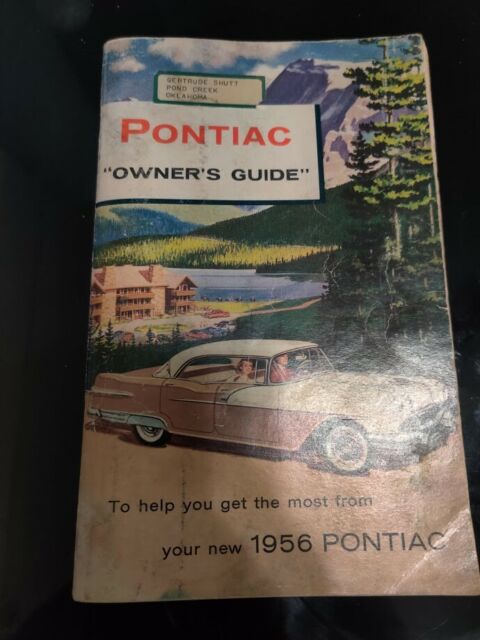 GERTRUDE SHUTT
POND CREEK
OKLAHOMA
PONTIAC
"OWNER'S GUIDE"
To help you get the most from
your new 1956 PONTIAC